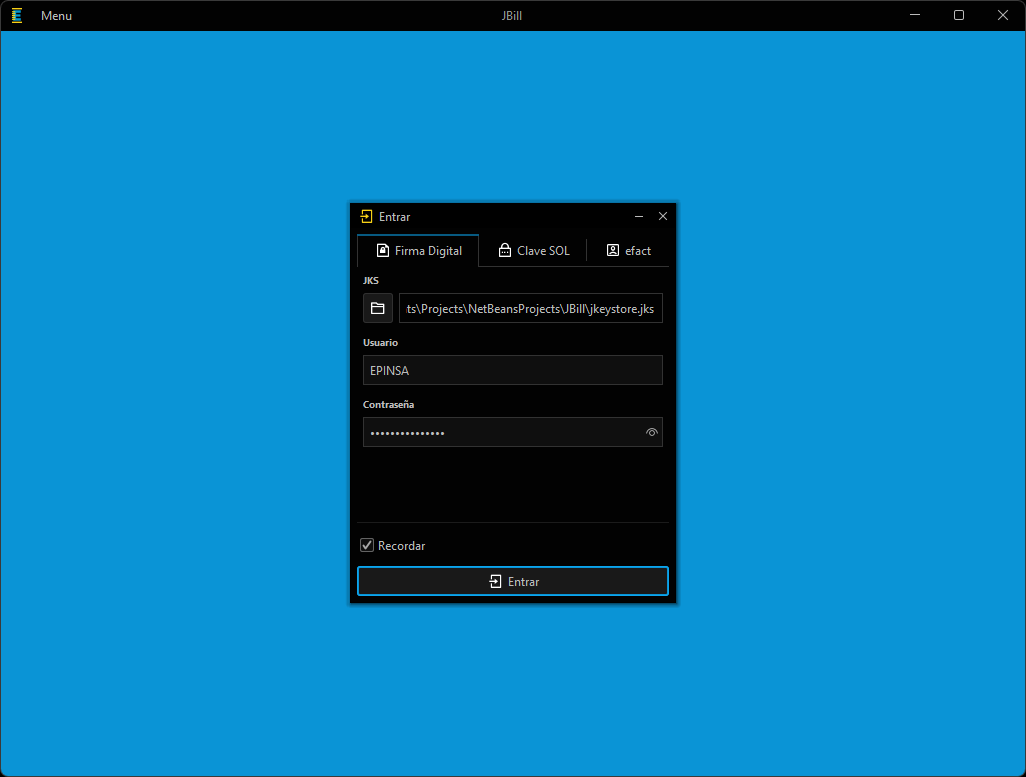 Menu JBill
Entrar
Firma Digital Clave SOL efact
JKS
ts\Projects\NetBeansProjects\JBill\jkeystore.jks
Usuario
EPINSA
Contraseña
•••••••••••••••
Recordar
Entrar